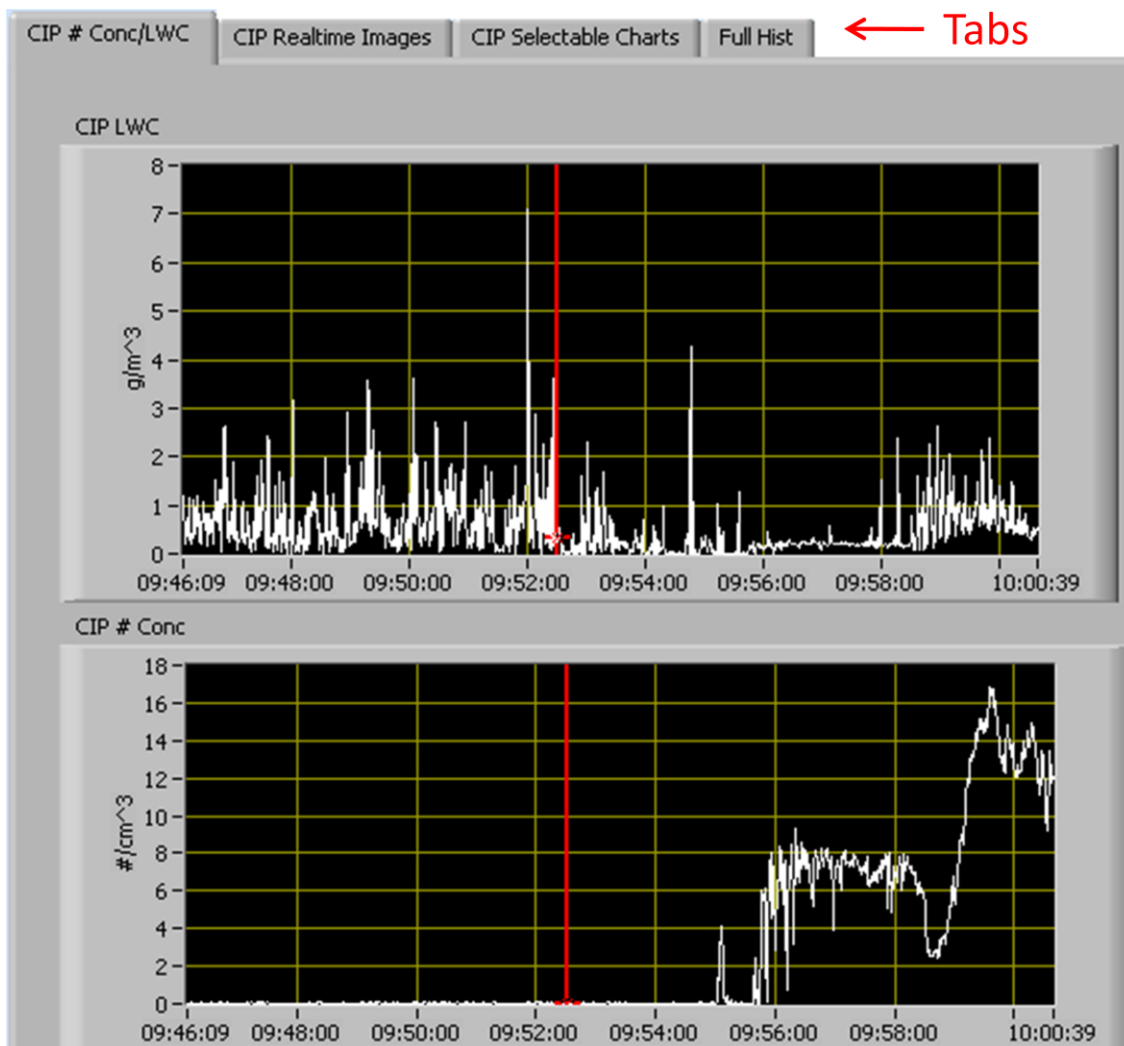 CIP # Conc/LWC CIP Realtime Images CIP Selectable Charts Full Hist ← Tabs
CIP LWC
8
7
6
5
4
3
2
1
0
g/m^3
09:46:09 09:48:00 09:50:00 09:52:00 09:54:00 09:56:00 09:58:00 10:00:39
CIP # Conc
18
16
14
12
10
8
6
4
2
0
#/cm^3
09:46:09 09:48:00 09:50:00 09:52:00 09:54:00 09:56:00 09:58:00 10:00:39